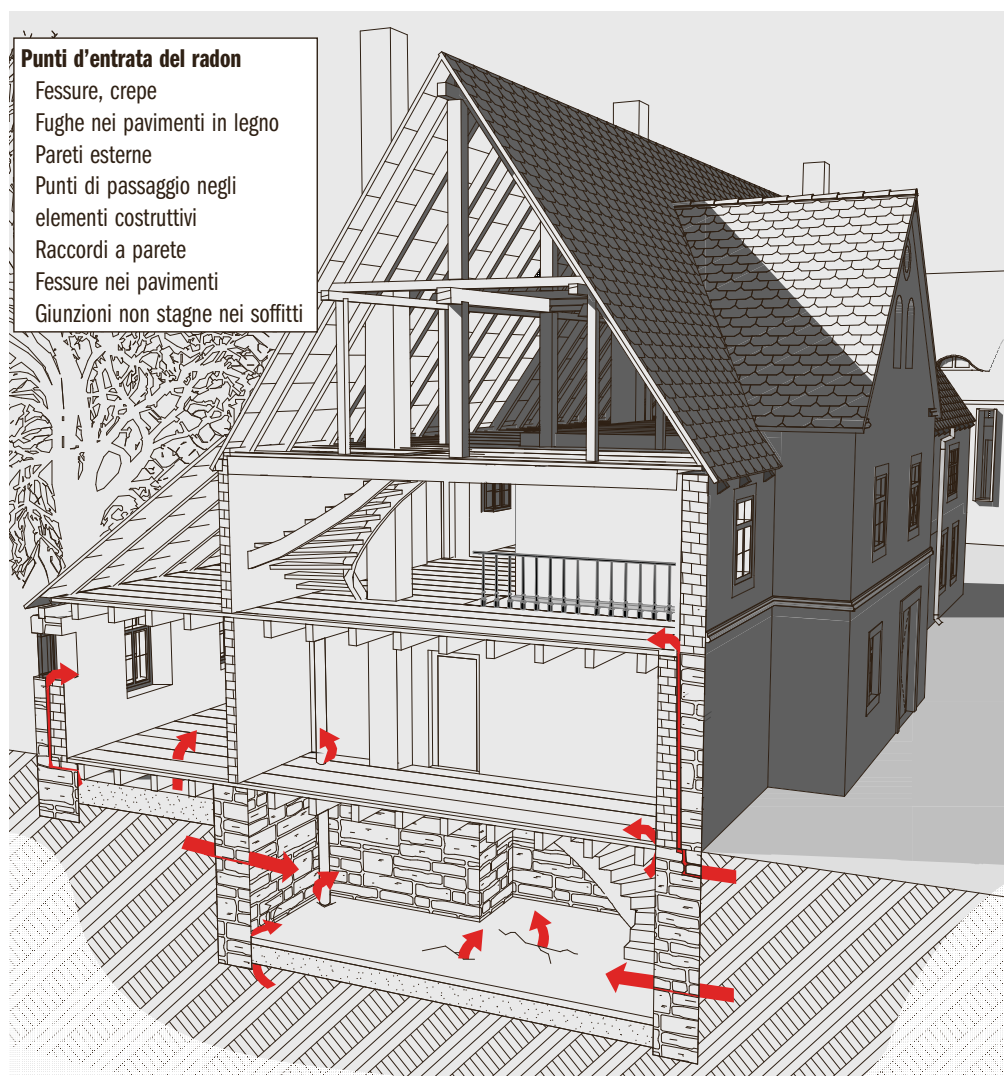 Punti d’entrata del radon
Fessure, crepe
Fughe nei pavimenti in legno
Pareti esterne
Punti di passaggio negli
elementi costruttivi
Raccordi a parete
Fessure nei pavimenti
Giunzioni non stagne nei soffitti